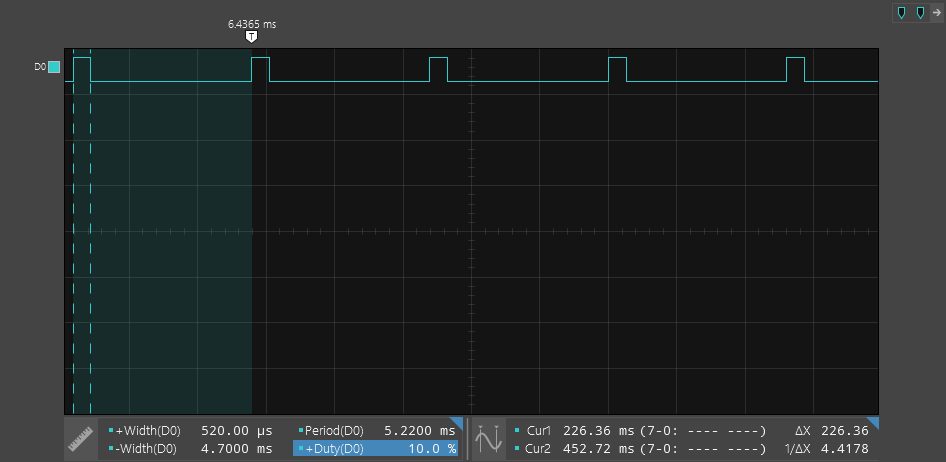 6.4365 ms
T
D0
+Width(D0) 520.00 μs Period(D0) 5.2200 ms Cur1 226.36 ms (7-0: ---- ----) ΔX 226.36
-Width(D0) 4.7000 ms +Duty(D0) 10.0 % Cur2 452.72 ms (7-0: ---- ----) 1/ΔX 4.4178